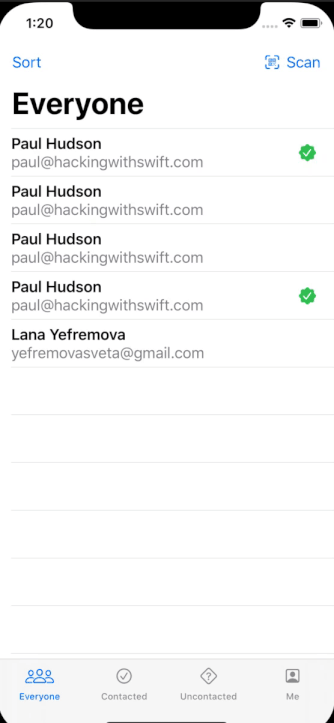 1:20
Sort
Scan
Everyone
Paul Hudson
paul@hackingwithswift.com
Paul Hudson
paul@hackingwithswift.com
Paul Hudson
paul@hackingwithswift.com
Paul Hudson
paul@hackingwithswift.com
Lana Yefremova
yefremovasveta@gmail.com
Everyone
Contacted
Uncontacted
Me